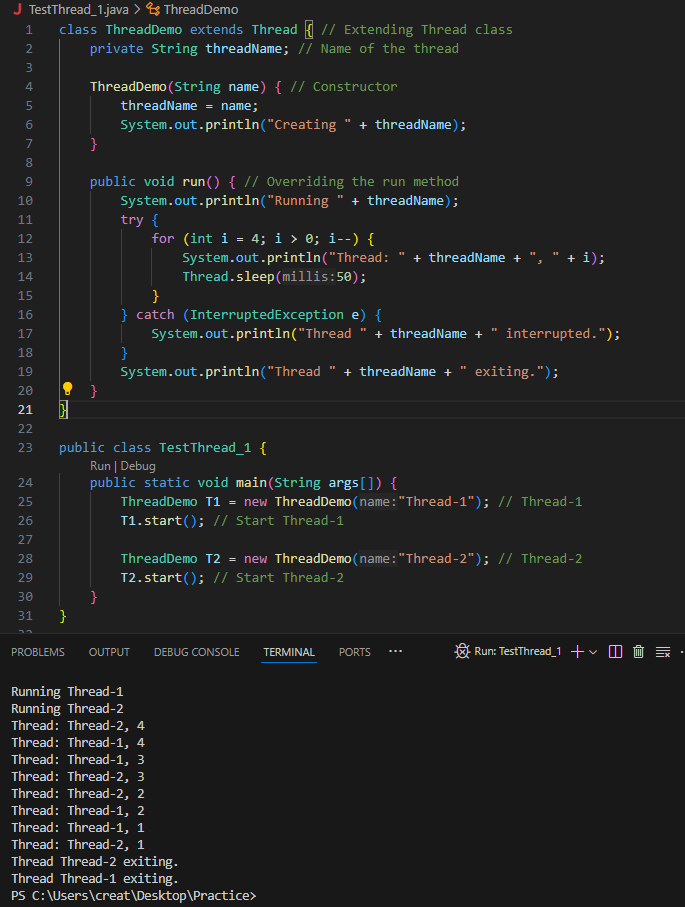 TestThread_1.java > ThreadDemo
1 class ThreadDemo extends Thread { // Extending Thread class
2     private String threadName; // Name of the thread
3
4     ThreadDemo(String name) { // Constructor
5         threadName = name;
6         System.out.println("Creating " + threadName);
7     }
8
9     public void run() { // Overriding the run method
10         System.out.println("Running " + threadName);
11         try {
12             for (int i = 4; i > 0; i--) {
13                 System.out.println("Thread: " + threadName + ", " + i);
14                 Thread.sleep(millis:50);
15             }
16         } catch (InterruptedException e) {
17             System.out.println("Thread " + threadName + " interrupted.");
18         }
19         System.out.println("Thread " + threadName + " exiting.");
20     }
21 }
22
23 public class TestThread_1 {
Run | Debug
24     public static void main(String args[]) {
25         ThreadDemo T1 = new ThreadDemo(name:"Thread-1"); // Thread-1
26         T1.start(); // Start Thread-1
27
28         ThreadDemo T2 = new ThreadDemo(name:"Thread-2"); // Thread-2
29         T2.start(); // Start Thread-2
30     }
31 }
32
PROBLEMS OUTPUT DEBUG CONSOLE TERMINAL PORTS ··· Run: TestThread_1
Running Thread-1
Running Thread-2
Thread: Thread-2, 4
Thread: Thread-1, 4
Thread: Thread-1, 3
Thread: Thread-2, 3
Thread: Thread-2, 2
Thread: Thread-1, 2
Thread: Thread-1, 1
Thread: Thread-2, 1
Thread Thread-2 exiting.
Thread Thread-1 exiting.
PS C:\Users\creat\Desktop\Practice>